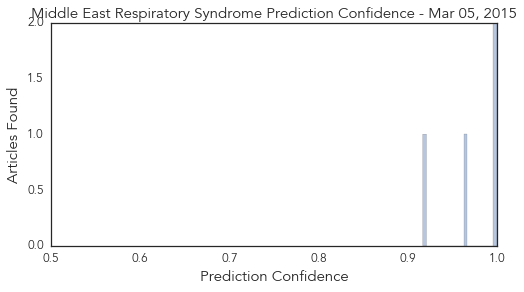 Middle East Respiratory Syndrome Prediction Confidence - Mar 05, 2015
2.0
1.5
1.0
0.5
0.0
Articles Found
0.5 0.6 0.7 0.8 0.9 1.0
Prediction Confidence